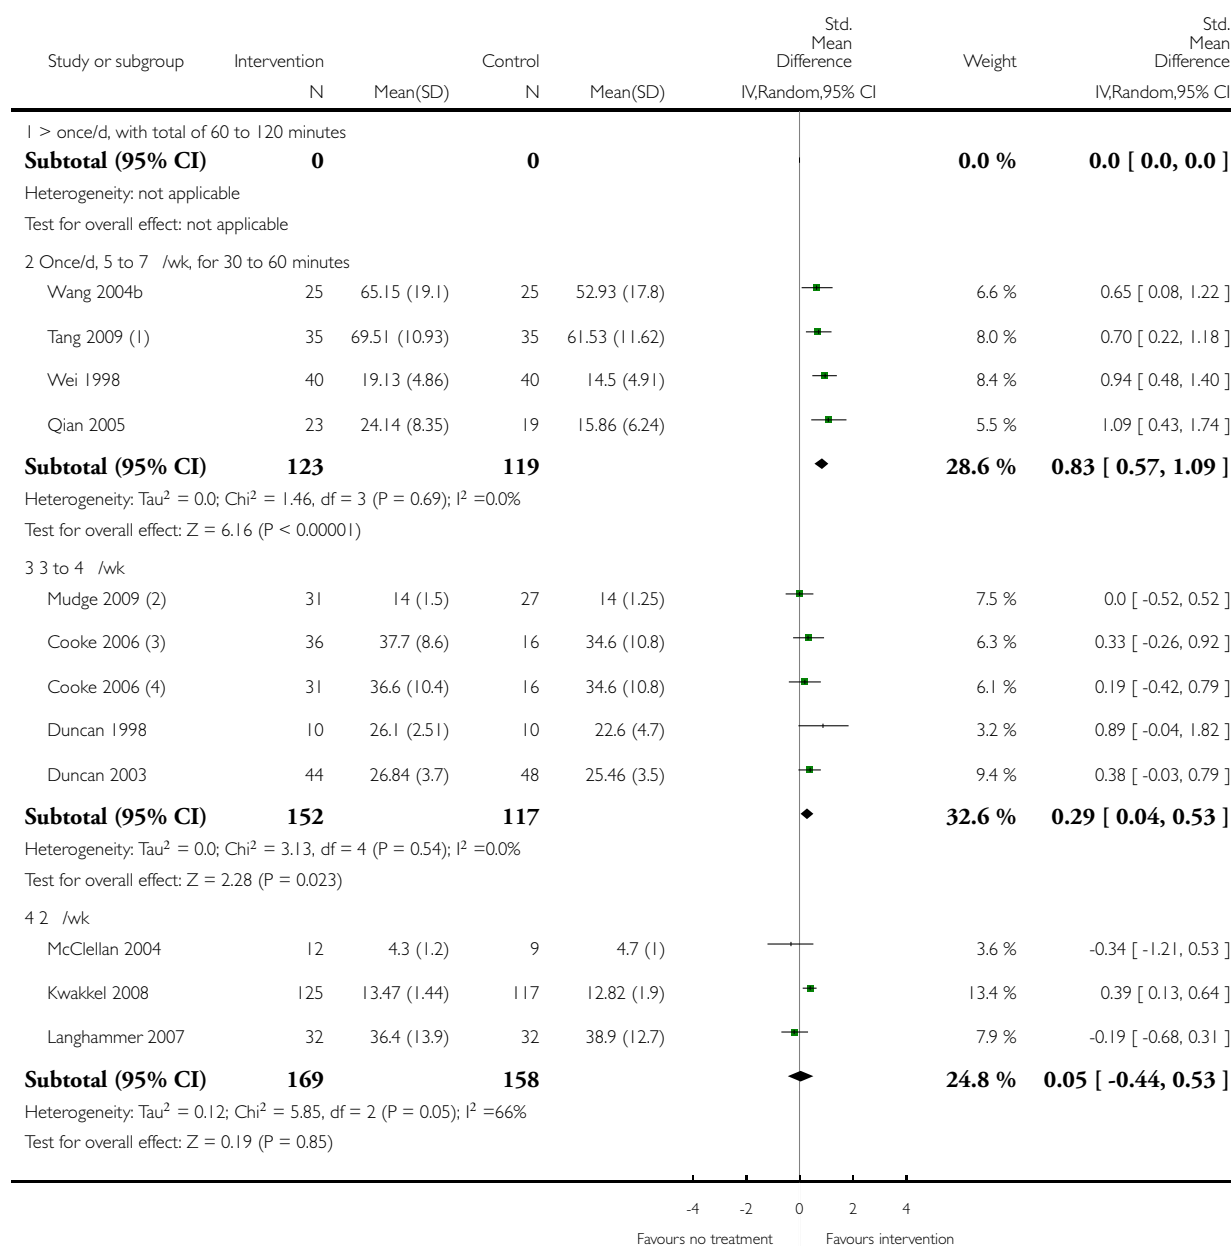 Study or subgroup Intervention Control Std. Mean Difference Weight Std. Mean Difference
N Mean(SD) N Mean(SD) IV,Random,95% CI IV,Random,95% CI
1 > once/d, with total of 60 to 120 minutes
Subtotal (95% CI) 0 0 0.0 % 0.0 [ 0.0, 0.0 ]
Heterogeneity: not applicable
Test for overall effect: not applicable
2 Once/d, 5 to 7 /wk, for 30 to 60 minutes
Wang 2004b 25 65.15 (19.1) 25 52.93 (17.8) 6.6 % 0.65 [ 0.08, 1.22 ]
Tang 2009 (1) 35 69.51 (10.93) 35 61.53 (11.62) 8.0 % 0.70 [ 0.22, 1.18 ]
Wei 1998 40 19.13 (4.86) 40 14.5 (4.91) 8.4 % 0.94 [ 0.48, 1.40 ]
Qian 2005 23 24.14 (8.35) 19 15.86 (6.24) 5.5 % 1.09 [ 0.43, 1.74 ]
Subtotal (95% CI) 123 119 28.6 % 0.83 [ 0.57, 1.09 ]
Heterogeneity: Tau² = 0.0; Chi² = 1.46, df = 3 (P = 0.69); I² =0.0%
Test for overall effect: Z = 6.16 (P < 0.00001)
3 3 to 4 /wk
Mudge 2009 (2) 31 14 (1.5) 27 14 (1.25) 7.5 % 0.0 [ -0.52, 0.52 ]
Cooke 2006 (3) 36 37.7 (8.6) 16 34.6 (10.8) 6.3 % 0.33 [ -0.26, 0.92 ]
Cooke 2006 (4) 31 36.6 (10.4) 16 34.6 (10.8) 6.1 % 0.19 [ -0.42, 0.79 ]
Duncan 1998 10 26.1 (2.51) 10 22.6 (4.7) 3.2 % 0.89 [ -0.04, 1.82 ]
Duncan 2003 44 26.84 (3.7) 48 25.46 (3.5) 9.4 % 0.38 [ -0.03, 0.79 ]
Subtotal (95% CI) 152 117 32.6 % 0.29 [ 0.04, 0.53 ]
Heterogeneity: Tau² = 0.0; Chi² = 3.13, df = 4 (P = 0.54); I² =0.0%
Test for overall effect: Z = 2.28 (P = 0.023)
4 2 /wk
McClellan 2004 12 4.3 (1.2) 9 4.7 (1) 3.6 % -0.34 [ -1.21, 0.53 ]
Kwakkel 2008 125 13.47 (1.44) 117 12.82 (1.9) 13.4 % 0.39 [ 0.13, 0.64 ]
Langhammer 2007 32 36.4 (13.9) 32 38.9 (12.7) 7.9 % -0.19 [ -0.68, 0.31 ]
Subtotal (95% CI) 169 158 24.8 % 0.05 [ -0.44, 0.53 ]
Heterogeneity: Tau² = 0.12; Chi² = 5.85, df = 2 (P = 0.05); I² =66%
Test for overall effect: Z = 0.19 (P = 0.85)
-4 -2 0 2 4
Favours no treatment Favours intervention